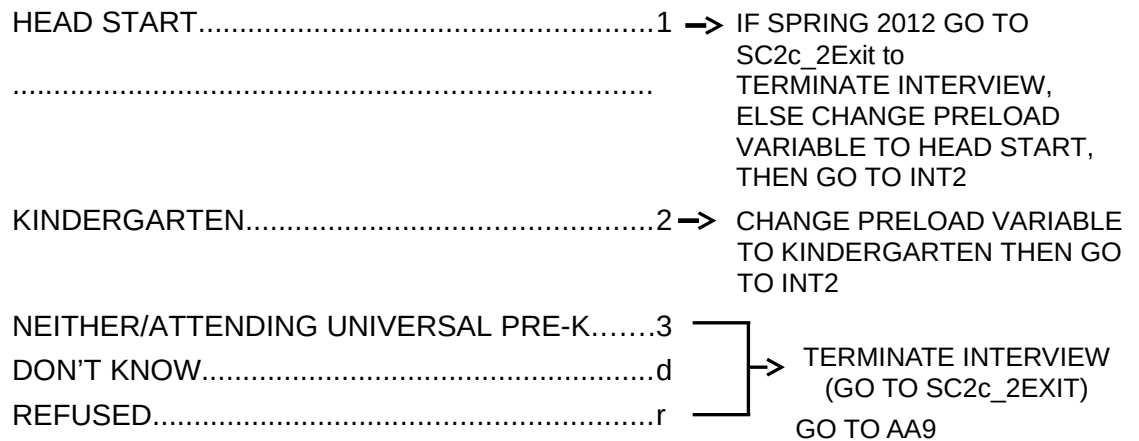 HEAD START.......................................................1 IF SPRING 2012 GO TO
SC2c_2Exit to
............................................................................. TERMINATE INTERVIEW,
ELSE CHANGE PRELOAD
VARIABLE TO HEAD START,
THEN GO TO INT2
KINDERGARTEN.................................................2 CHANGE PRELOAD VARIABLE
TO KINDERGARTEN THEN GO
TO INT2
NEITHER/ATTENDING UNIVERSAL PRE-K…….3
DON’T KNOW......................................................d
REFUSED............................................................r
TERMINATE INTERVIEW
(GO TO SC2c_2EXIT)
GO TO AA9